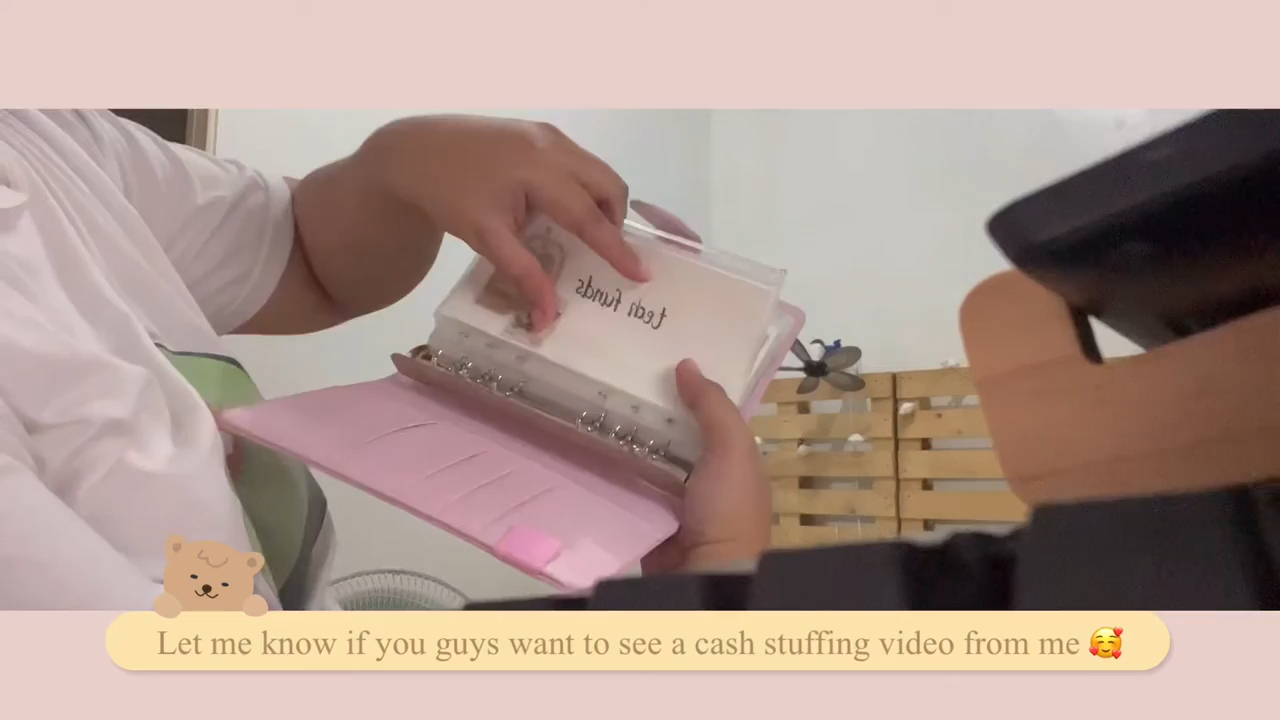 tech funds
Let me know if you guys want to see a cash stuffing video from me 🥰